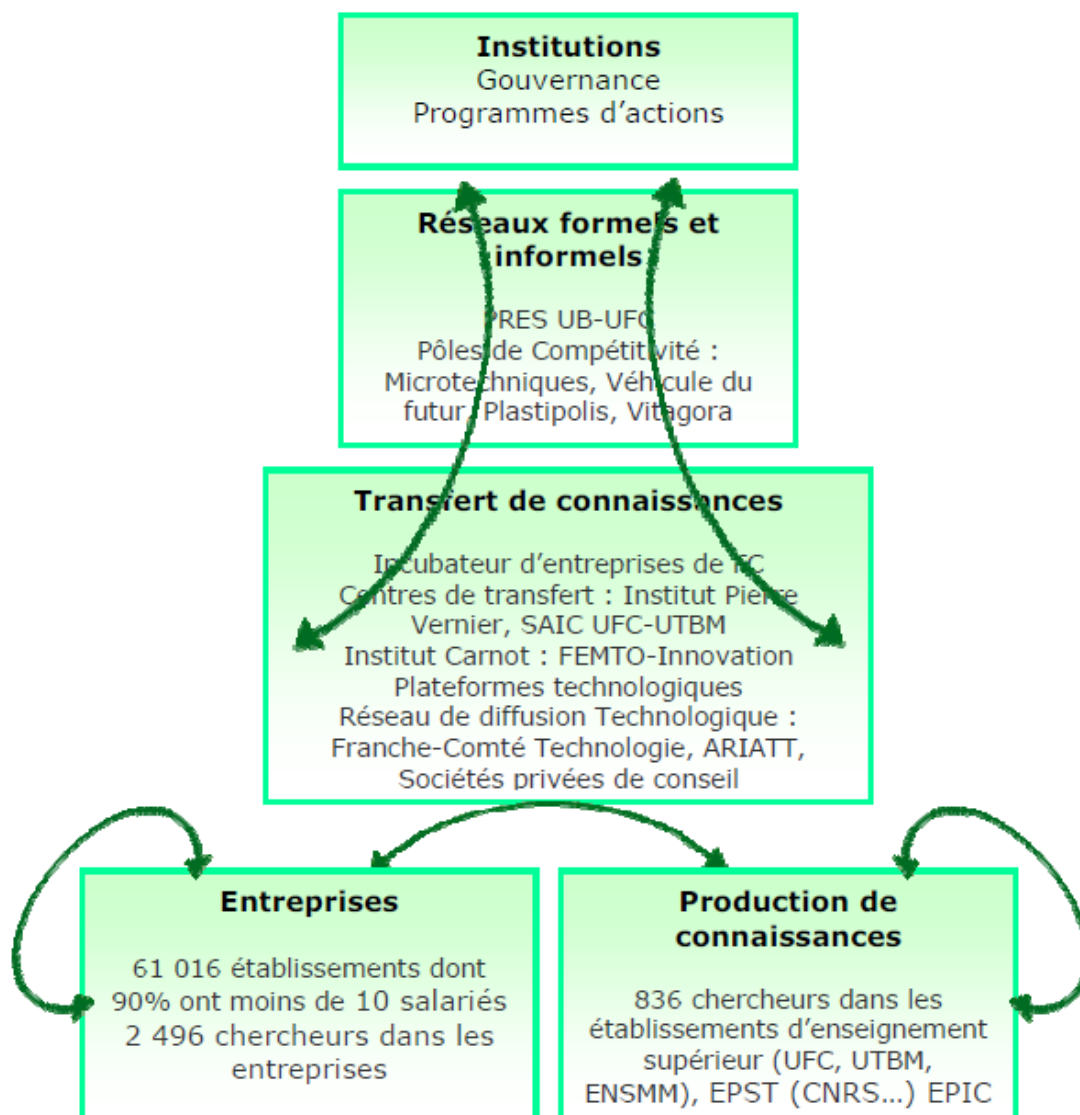 Institutions
Gouvernance
Programmes d'actions
Réseaux formels et
informels
PRES UB-UFC
Pôles de Compétitivité :
Microtechniques, Véhicule du
futur, Plastipolis, Vitagora
Transfert de connaissances
Incubateur d'entreprises de FC
Centres de transfert : Institut Pierre
Vernier, SAIC UFC-UTBM
Institut Carnot : FEMTO-Innovation
Plateformes technologiques
Réseau de diffusion Technologique :
Franche-Comté Technologie, ARIATT,
Sociétés privées de conseil
Entreprises
61 016 établissements dont
90% ont moins de 10 salariés
2 496 chercheurs dans les
entreprises
Production de
connaissances
836 chercheurs dans les
établissements d'enseignement
supérieur (UFC, UTBM,
ENSMM), EPST (CNRS...) EPIC